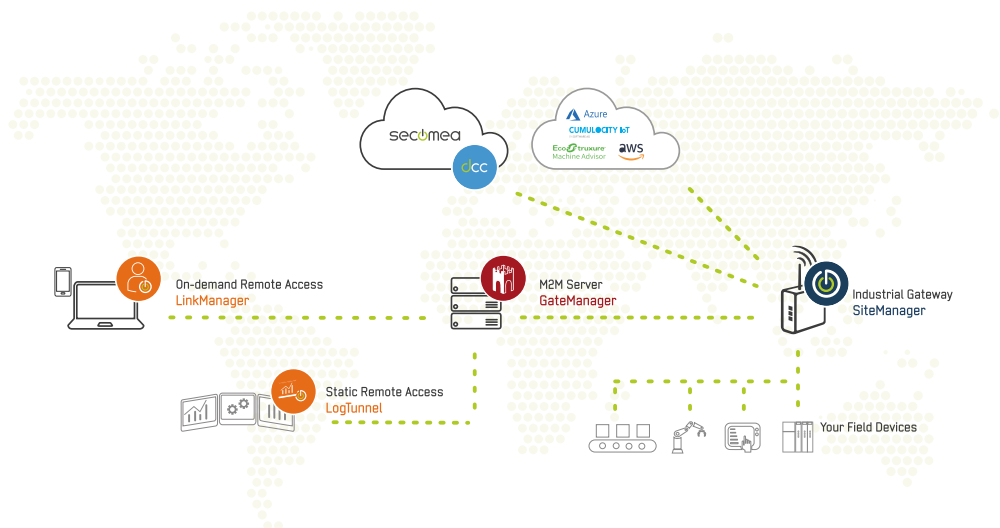 secomea
dcc
Azure
CUMULOCITY IoT
EcoStruxure
Machine Advisor
aws
On-demand Remote Access
LinkManager
M2M Server
GateManager
Industrial Gateway
SiteManager
Static Remote Access
LogTunnel
Your Field Devices